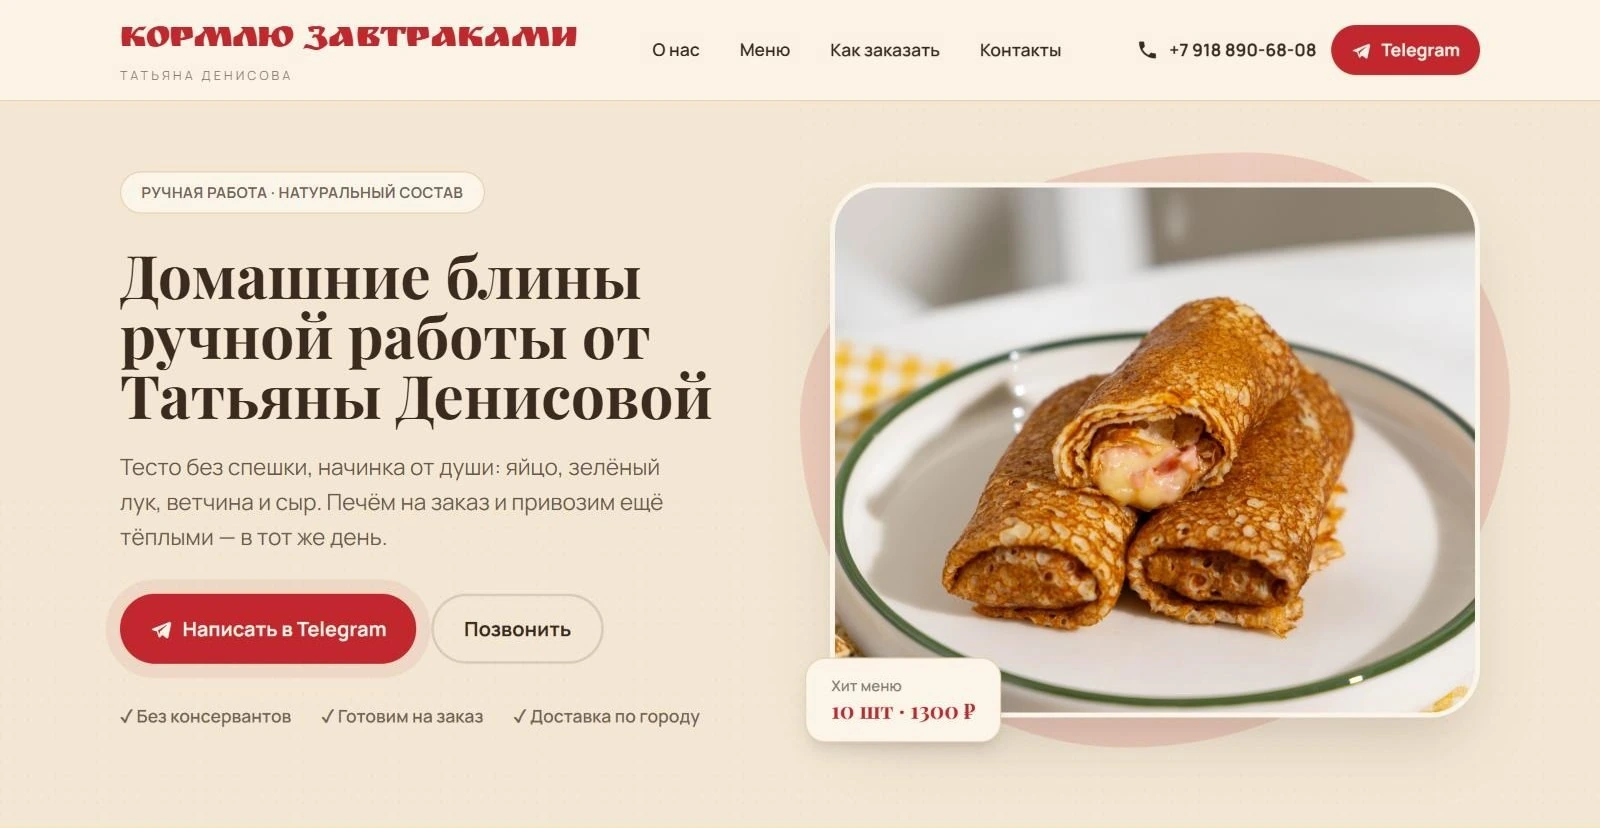 КОРМЛЮ ЗАВТРАКАМИ
ТАТЬЯНА ДЕНИСОВА
О нас
Меню
Как заказать
Контакты
+7 918 890-68-08
Telegram
РУЧНАЯ РАБОТА · НАТУРАЛЬНЫЙ СОСТАВ
Домашние блины
ручной работы от
Татьяны Денисовой
Тесто без спешки, начинка от души: яйцо, зелёный
лук, ветчина и сыр. Печём на заказ и привозим ещё
тёплыми — в тот же день.
Написать в Telegram
Позвонить
✓ Без консервантов
✓ Готовим на заказ
✓ Доставка по городу
Хит меню
10 шт · 1300 ₽